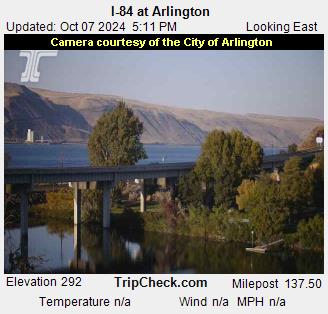 I-84 at Arlington
Updated: Oct 07 2024 5:11 PM Looking East
Camera courtesy of the City of Arlington
Elevation 292 TripCheck.com Milepost 137.50
Temperature n/a Wind n/a MPH n/a